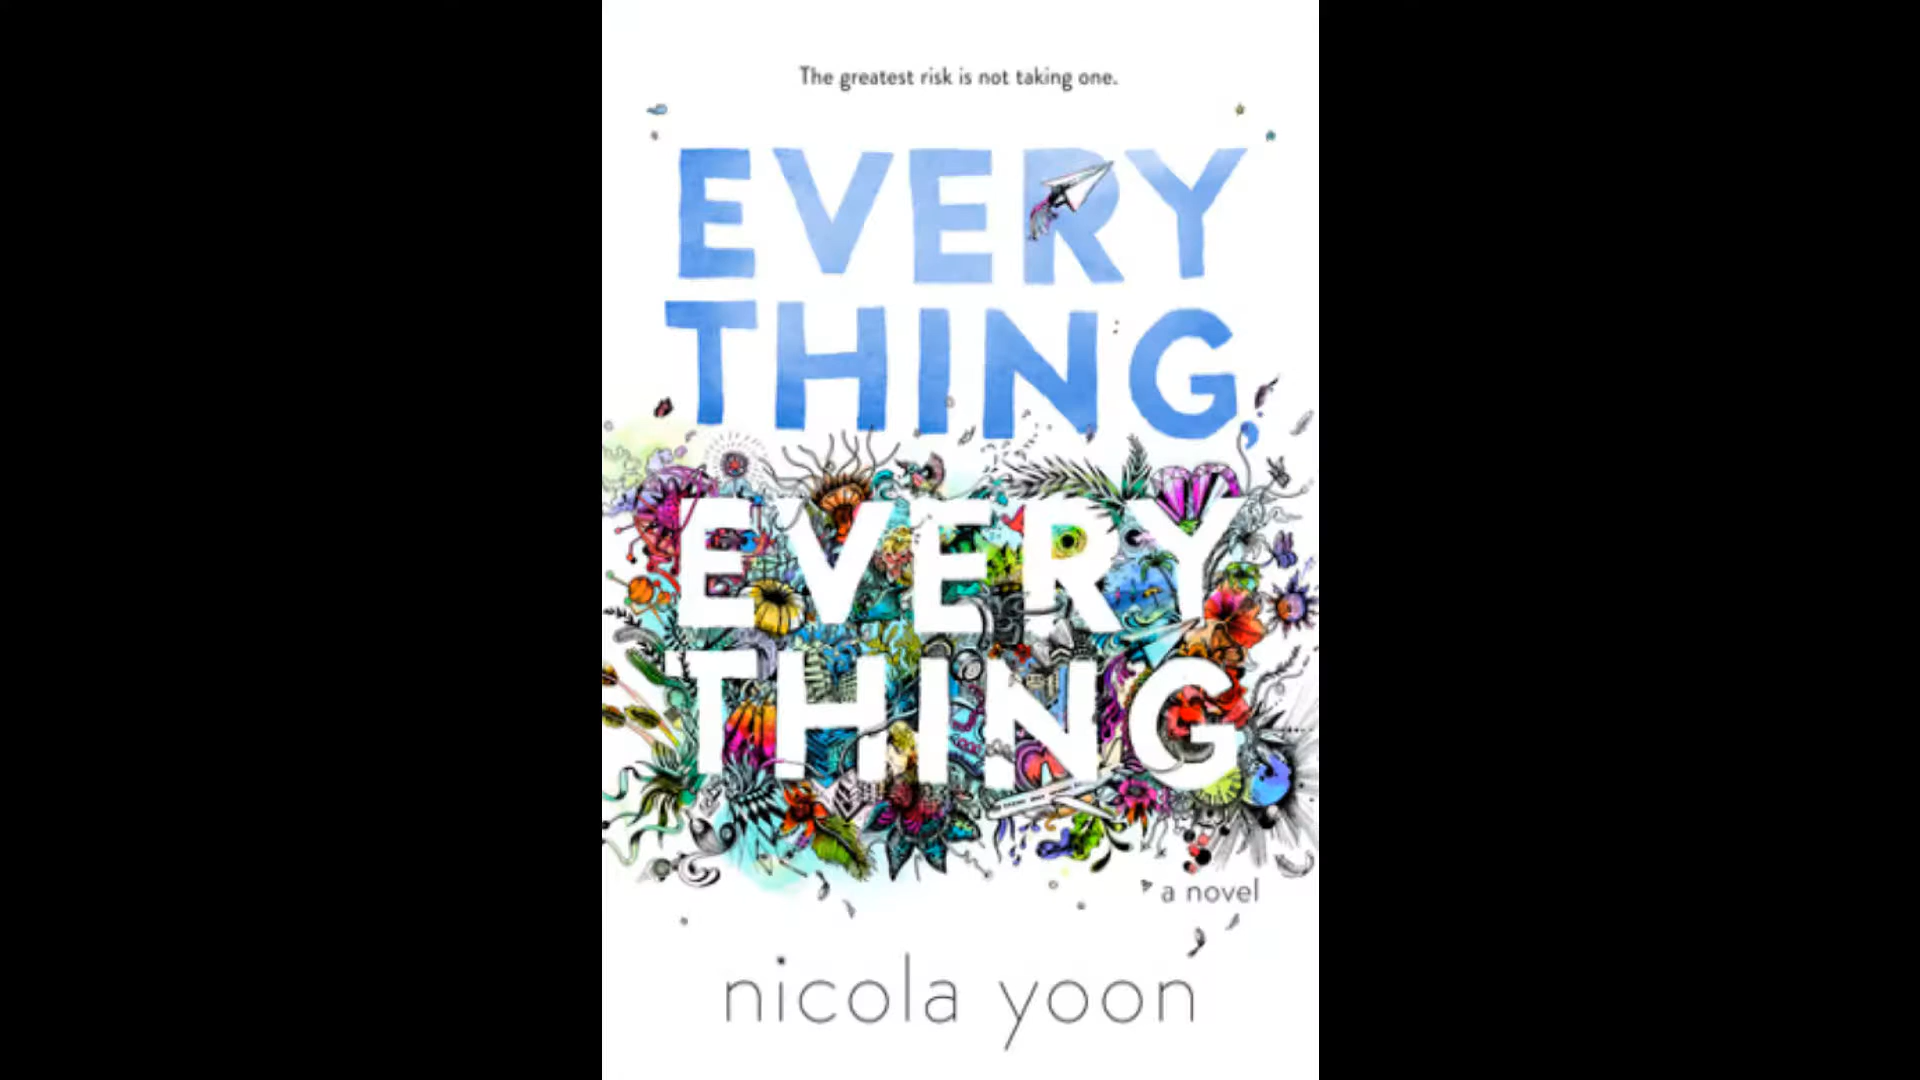 The greatest risk is not taking one.
EVERY
THING,
EVERY
THING
a novel
nicola yoon